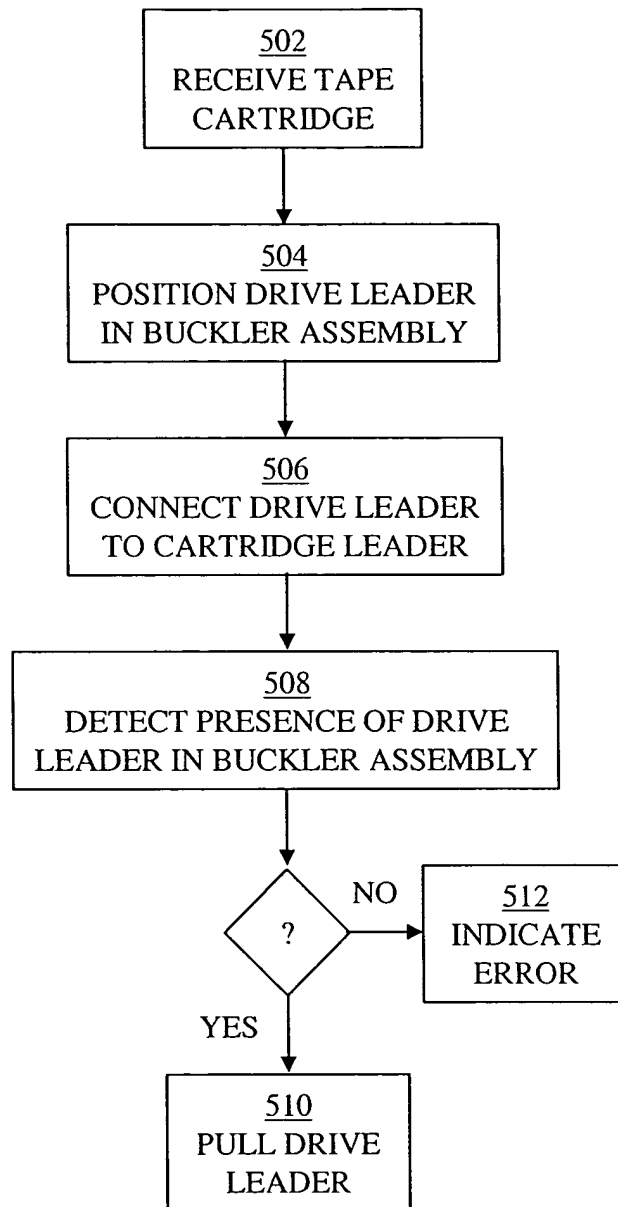 502
RECEIVE TAPE
CARTRIDGE
504
POSITION DRIVE LEADER
IN BUCKLER ASSEMBLY
506
CONNECT DRIVE LEADER
TO CARTRIDGE LEADER
508
DETECT PRESENCE OF DRIVE
LEADER IN BUCKLER ASSEMBLY
?
NO
512
INDICATE
ERROR
YES
510
PULL DRIVE
LEADER